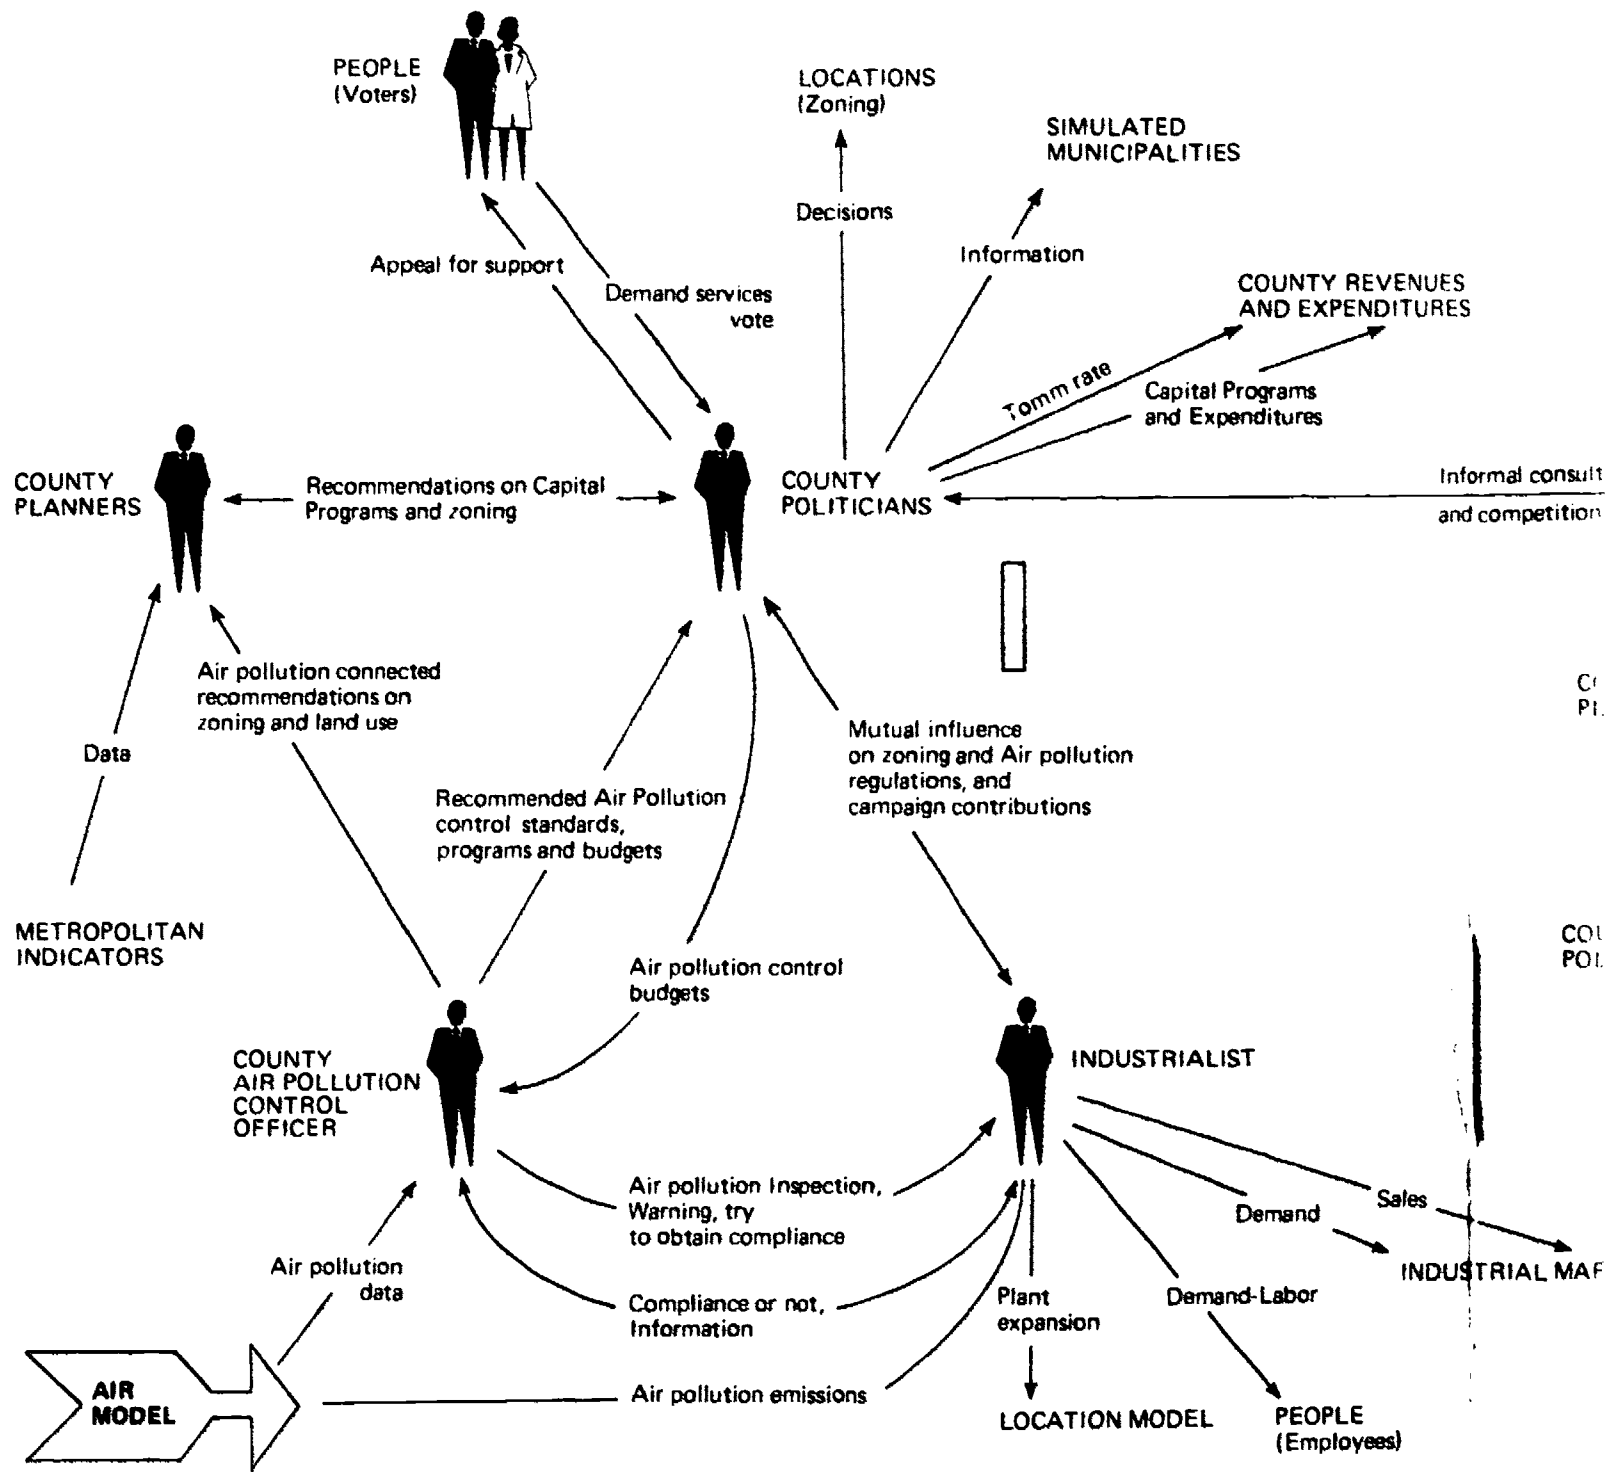 PEOPLE
(Voters)
LOCATIONS
(Zoning)
SIMULATED
MUNICIPALITIES
Decisions
Appeal for support
Information
Demand services
vote
COUNTY REVENUES
AND EXPENDITURES
Tomm rate
Capital Programs
and Expenditures
COUNTY
PLANNERS
Recommendations on Capital
Programs and zoning
COUNTY
POLITICIANS
Informal consult
and competition
Air pollution connected
recommendations on
zoning and land use
Data
Mutual influence
on zoning and Air pollution
regulations, and
campaign contributions
Recommended Air Pollution
control standards,
programs and budgets
METROPOLITAN
INDICATORS
COU
POI
Air pollution control
budgets
COUNTY
AIR POLLUTION
CONTROL
OFFICER
INDUSTRIALIST
Air pollution Inspection,
Warning, try
to obtain compliance
Sales
Demand
INDUSTRIAL MAR
Air pollution
data
Compliance or not,
Information
Plant
expansion
Demand-Labor
AIR
MODEL
Air pollution emissions
LOCATION MODEL
PEOPLE
(Employees)